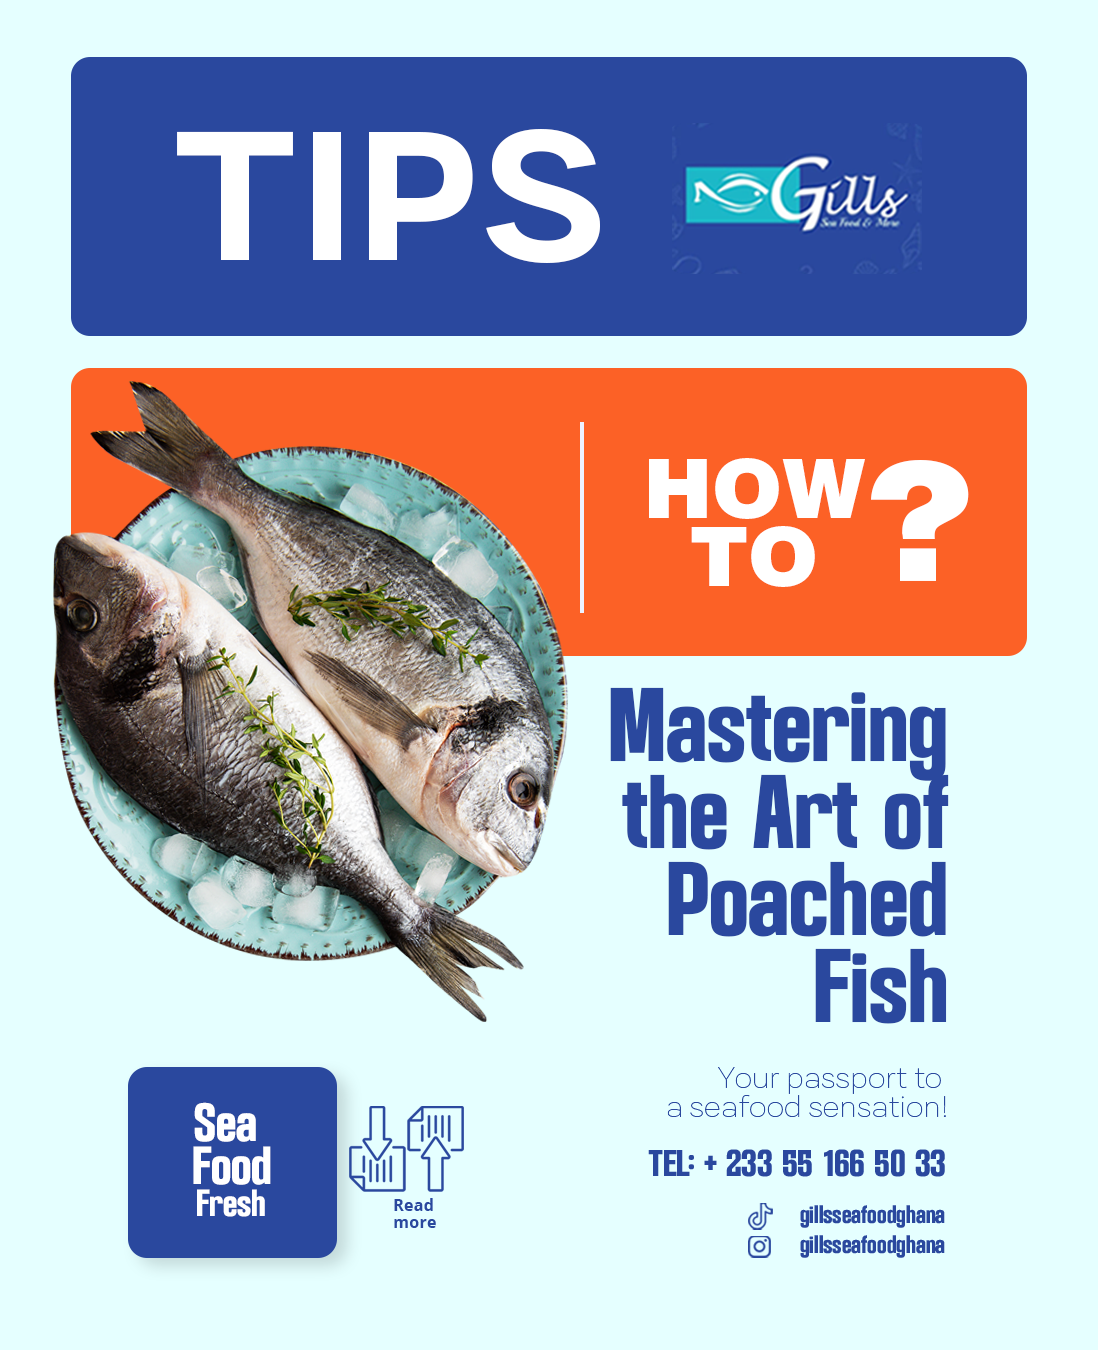 TIPS
Gills
Sea Food & More
HOW
TO ?
Mastering
the Art of
Poached
Fish
Your passport to
a seafood sensation!
TEL: + 233 55 166 50 33
gillsseafoodghana
gillsseafoodghana
Sea
Food
Fresh
Read
more